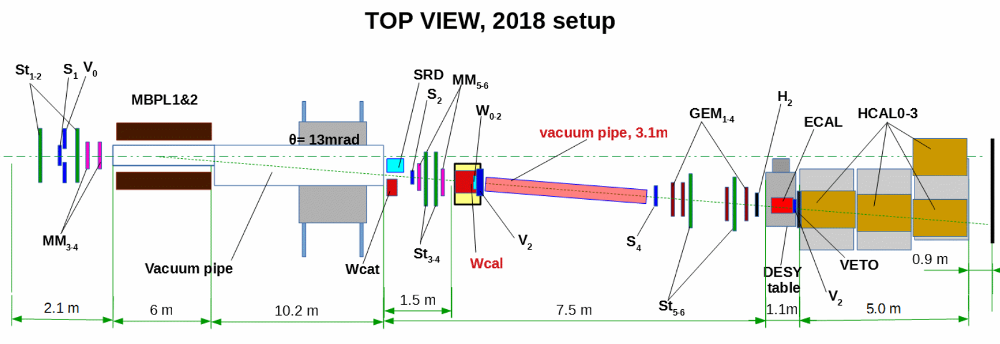 TOP VIEW, 2018 setup
St1-2
S1
V0
MBPL1&2
SRD
MM5-6
S2
W0-2
H2
GEM1-4
ECAL
HCAL0-3
vacuum pipe, 3.1m
θ= 13mrad
MM3-4
Vacuum pipe
Wcat
St3-4
Wcal
V2
S4
St5-6
DESY
table
VETO
V2
0.9 m
2.1 m
6 m
10.2 m
1.5 m
7.5 m
1.1m
5.0 m